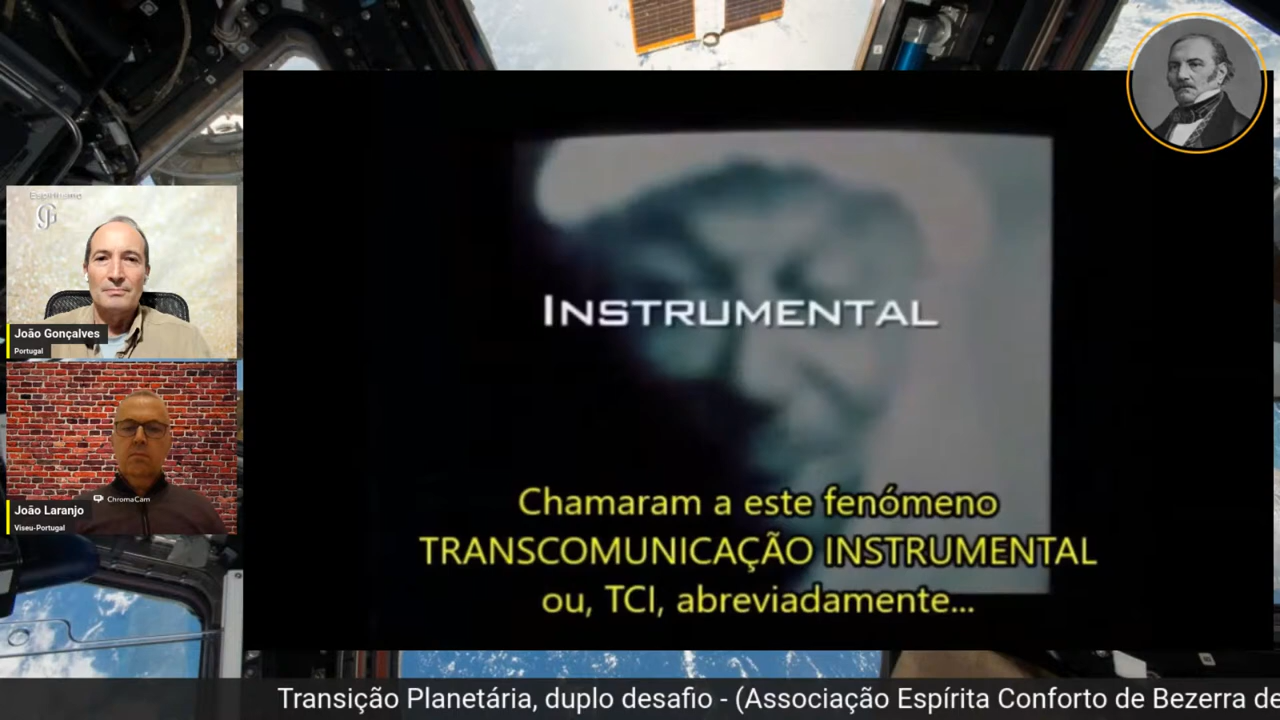 Espiritismo
João Gonçalves
Portugal
ChromaCam
João Laranjo
Viseu-Portugal
INSTRUMENTAL
Chamaram a este fenómeno
TRANSCOMUNICAÇÃO INSTRUMENTAL
ou, TCI, abreviadamente...
Transição Planetária, duplo desafio - (Associação Espírita Conforto de Bezerra de